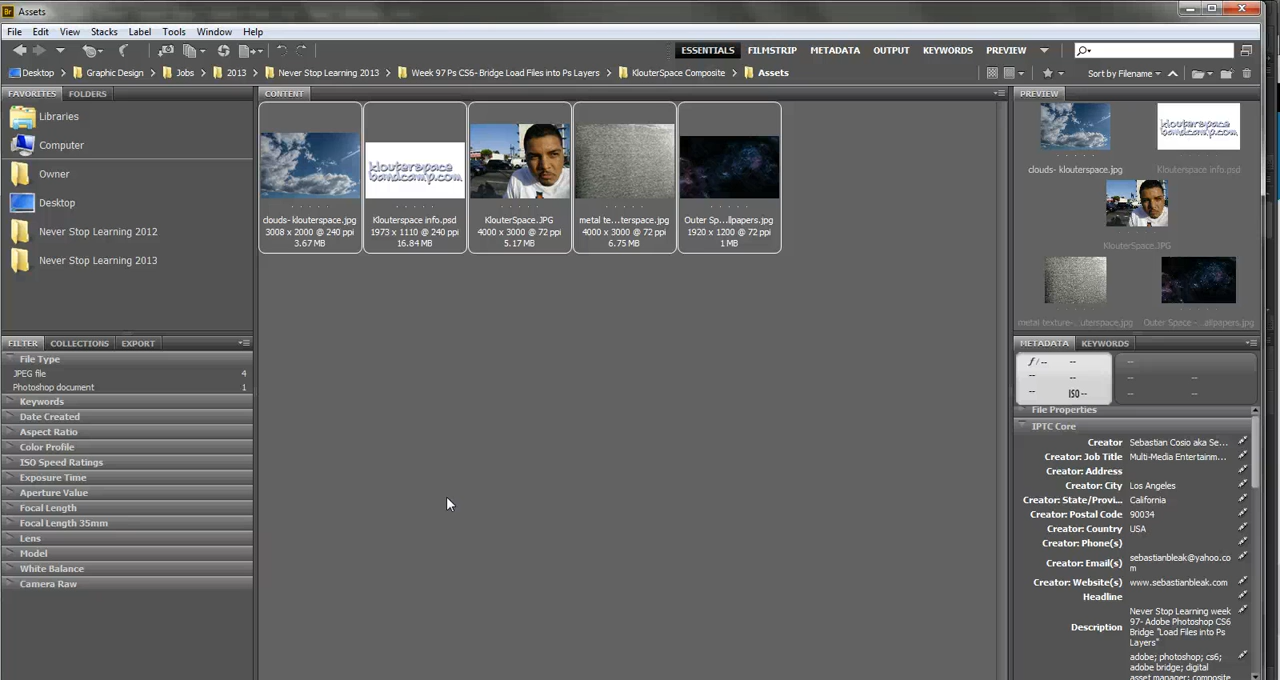 Br Assets
File Edit View Stacks Label Tools Window Help
ESSENTIALS FILMSTRIP METADATA OUTPUT KEYWORDS PREVIEW
Desktop Graphic Design Jobs 2013 Never Stop Learning 2013 Week 97 Ps CS6- Bridge Load Files into Ps Layers KlouterSpace Composite Assets Sort by Filename
FAVORITES FOLDERS
Libraries
Computer
Owner
Desktop
Never Stop Learning 2012
Never Stop Learning 2013
FILTER COLLECTIONS EXPORT
File Type
JPEG file 4
Photoshop document 1
Keywords
Date Created
Aspect Ratio
Color Profile
ISO Speed Ratings
Exposure Time
Aperture Value
Focal Length
Focal Length 35mm
Lens
Model
White Balance
Camera Raw
CONTENT
klouterspace
bandcamp.com
clouds- klouterspace.jpg
3008 x 2000 @ 240 ppi
3.67 MB
Klouterspace info.psd
1973 x 1110 @ 240 ppi
16.84 MB
KlouterSpace.JPG
4000 x 3000 @ 72 ppi
5.17 MB
metal te...terspace.jpg
4000 x 3000 @ 72 ppi
6.75 MB
Outer Sp...llpapers.jpg
1920 x 1200 @ 72 ppi
1 MB
PREVIEW
klouterspace
bandcamp.com
clouds- klouterspace.jpg Klouterspace info.psd
KlouterSpace.JPG
metal texture-...uterspace.jpg Outer Space - ...allpapers.jpg
METADATA KEYWORDS
ƒ/-- --
-- --
-- ISO --
--
-- --
-- --
File Properties
IPTC Core
Creator Sebastian Cosio aka Se...
Creator: Job Title Multi-Media Entertainm...
Creator: Address
Creator: City Los Angeles
Creator: State/Provi... California
Creator: Postal Code 90034
Creator: Country USA
Creator: Phone(s)
Creator: Email(s) sebastianbleak@yahoo.co
m
Creator: Website(s) www.sebastianbleak.com
Headline
Description Never Stop Learning week
97- Adobe Photoshop CS6
Bridge "Load Files into Ps
Layers"
adobe; photoshop; cs6;
adobe bridge; digital
asset manager; composite